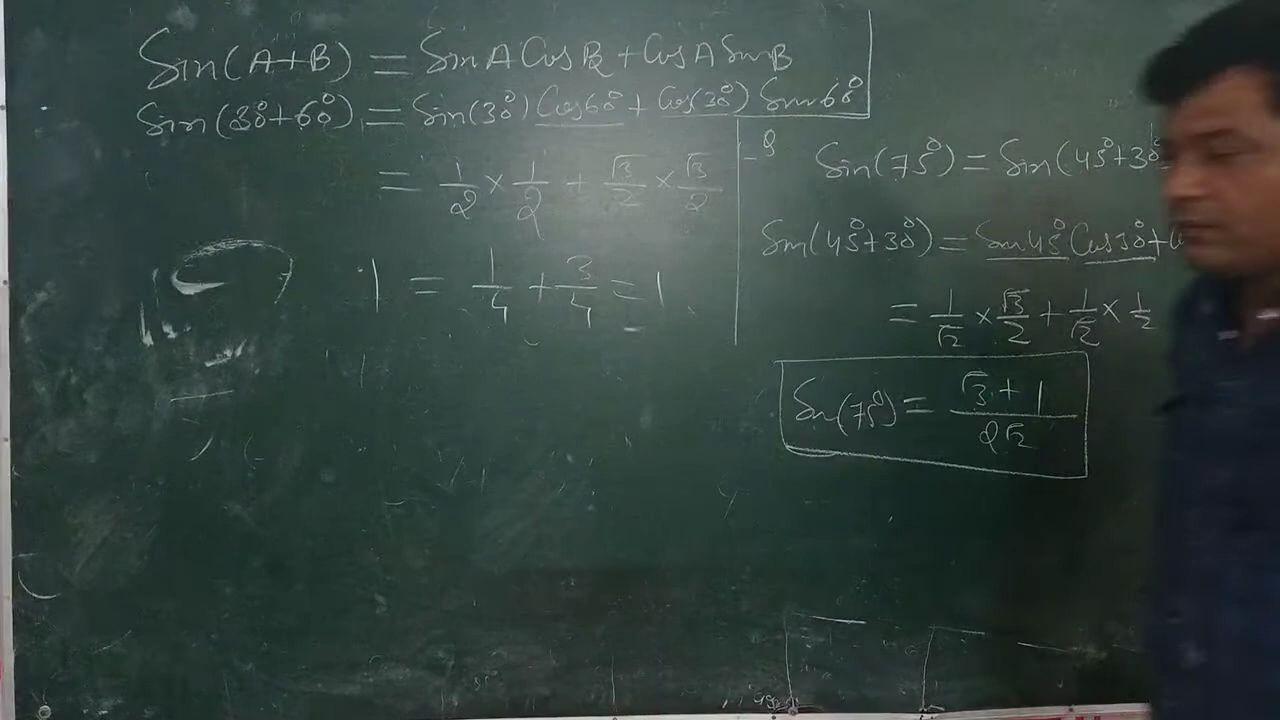 Sin(A+B) = Sin A Cos B + Cos A Sin B
Sin(30°+60°) = Sin(30°) Cos60° + Cos(30°) Sin60°
= 1/2 × 1/2 + √3/2 × √3/2
1 = 1/4 + 3/4 = 1
Sin(75°) = Sin(45°+30°
Sin(45°+30°) = Sin45° Cos30° +
= 1/√2 × √3/2 + 1/√2 × 1/2
Sin(75°) = √3 + 1 / 2√2